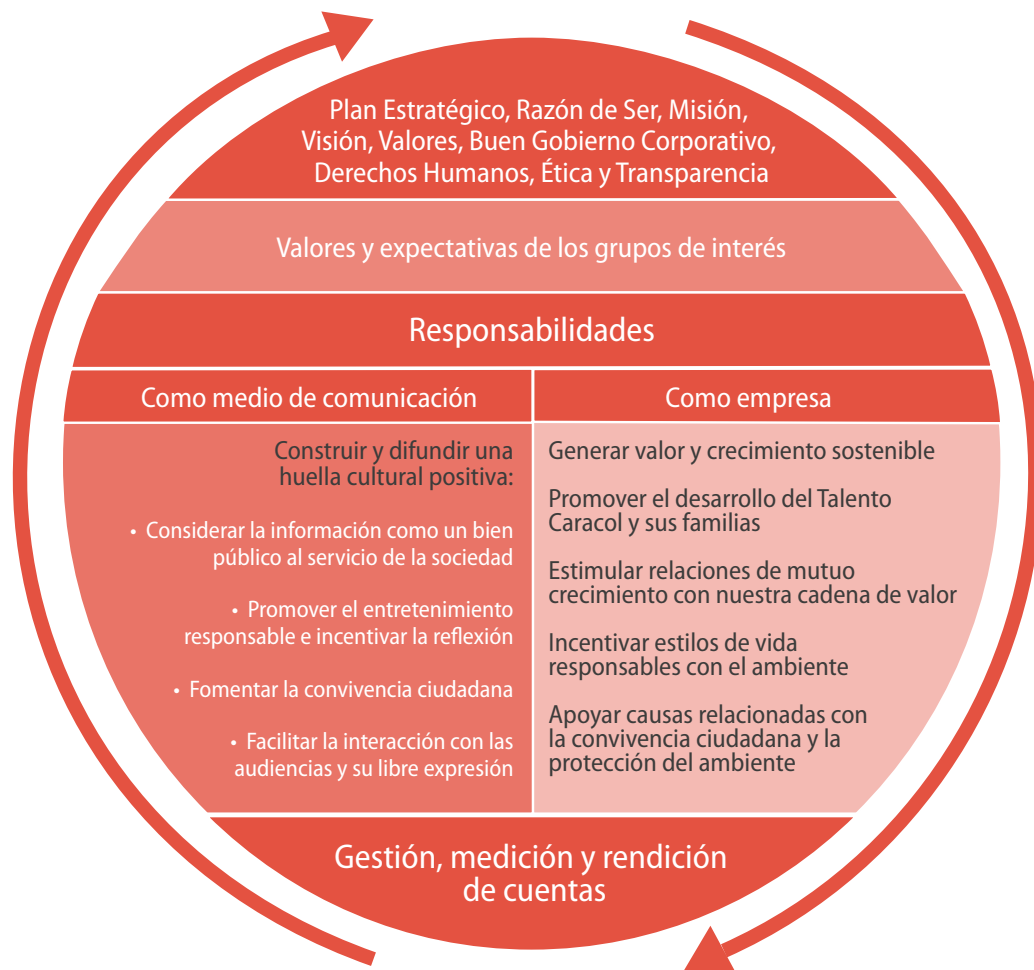 Plan Estratégico, Razón de Ser, Misión,
Visión, Valores, Buen Gobierno Corporativo,
Derechos Humanos, Ética y Transparencia
Valores y expectativas de los grupos de interés
Responsabilidades
Como medio de comunicación
Construir y difundir una
huella cultural positiva:
• Considerar la información como un bien
público al servicio de la sociedad
• Promover el entretenimiento
responsable e incentivar la reflexión
• Fomentar la convivencia ciudadana
• Facilitar la interacción con las
audiencias y su libre expresión
Como empresa
Generar valor y crecimiento sostenible
Promover el desarrollo del Talento
Caracol y sus familias
Estimular relaciones de mutuo
crecimiento con nuestra cadena de valor
Incentivar estilos de vida
responsables con el ambiente
Apoyar causas relacionadas con
la convivencia ciudadana y la
protección del ambiente
Gestión, medición y rendición
de cuentas